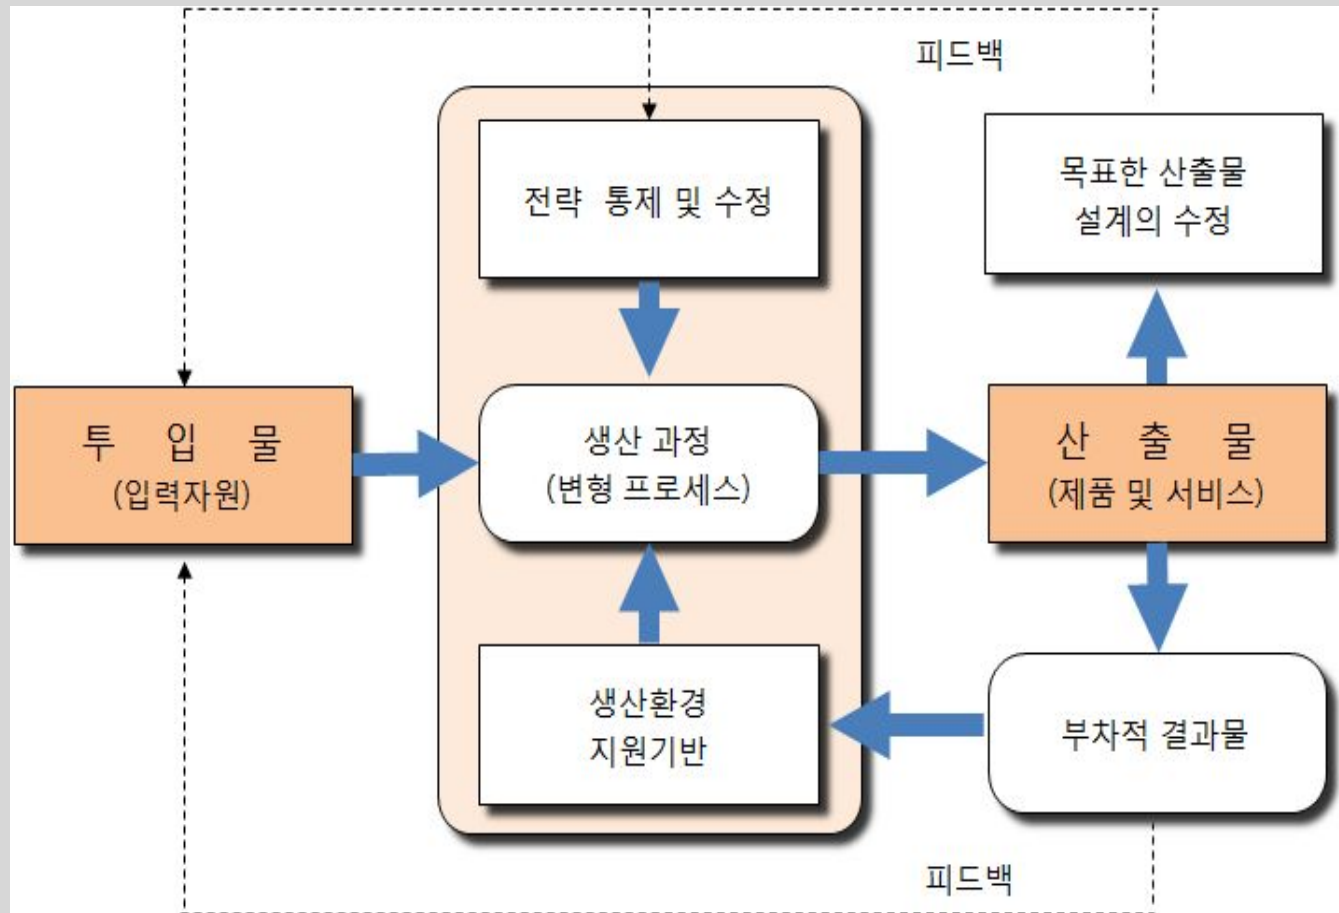 피드백
전략 통제 및 수정
목표한 산출물
설계의 수정
투 입 물
(입력자원)
생산 과정
(변형 프로세스)
산 출 물
(제품 및 서비스)
생산환경
지원기반
부차적 결과물
피드백